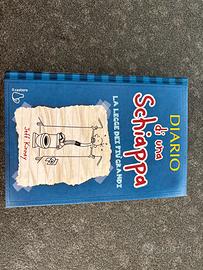 DIARIO
di una
Schiappa
LA LEGGE DEI PIÙ GRANDI
Jeff Kinney